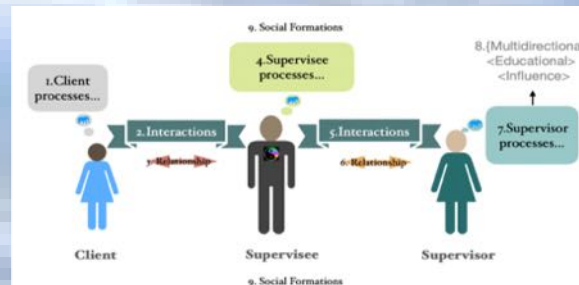 9. Social Formations
8.{Multidirectional
<Educational>
<Influence>
4.Supervisee
processes...
1.Client
processes...
7.Supervisor
processes...
2.Interactions
5.Interactions
3. Relationship
6. Relationship
Client
Supervisee
Supervisor
9. Social Formations